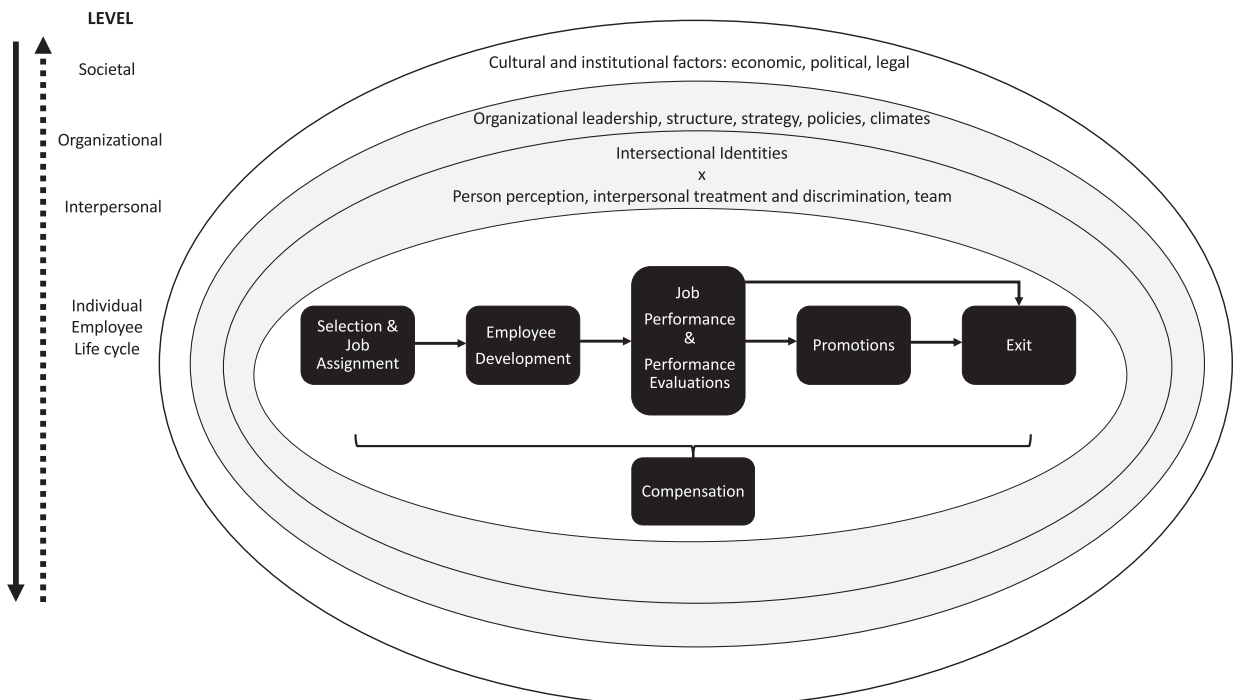 LEVEL
Societal
Cultural and institutional factors: economic, political, legal
Organizational
Organizational leadership, structure, strategy, policies, climates
Interpersonal
Intersectional Identities
x
Person perception, interpersonal treatment and discrimination, team
Individual
Employee
Life cycle
Selection &
Job
Assignment
Employee
Development
Job
Performance
&
Performance
Evaluations
Promotions
Exit
Compensation